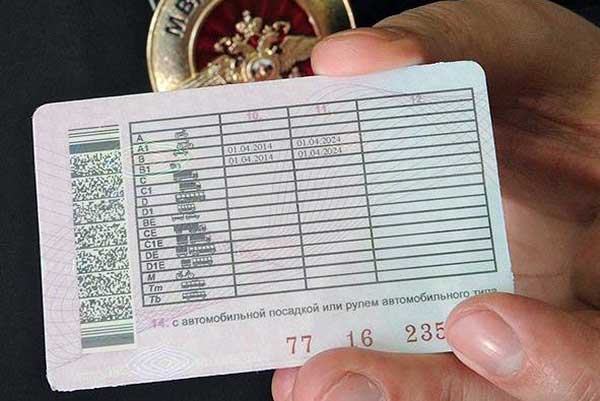 МВ
10. 11. 12.
A
A1
B 01.04.2014 01.04.2024
B1 01.04.2014 01.04.2024
C
C1
D
D1
BE
CE
C1E
DE
D1E
M
Tm
Tb
14. с автомобильной посадкой или рулем автомобильного типа
77 16 235